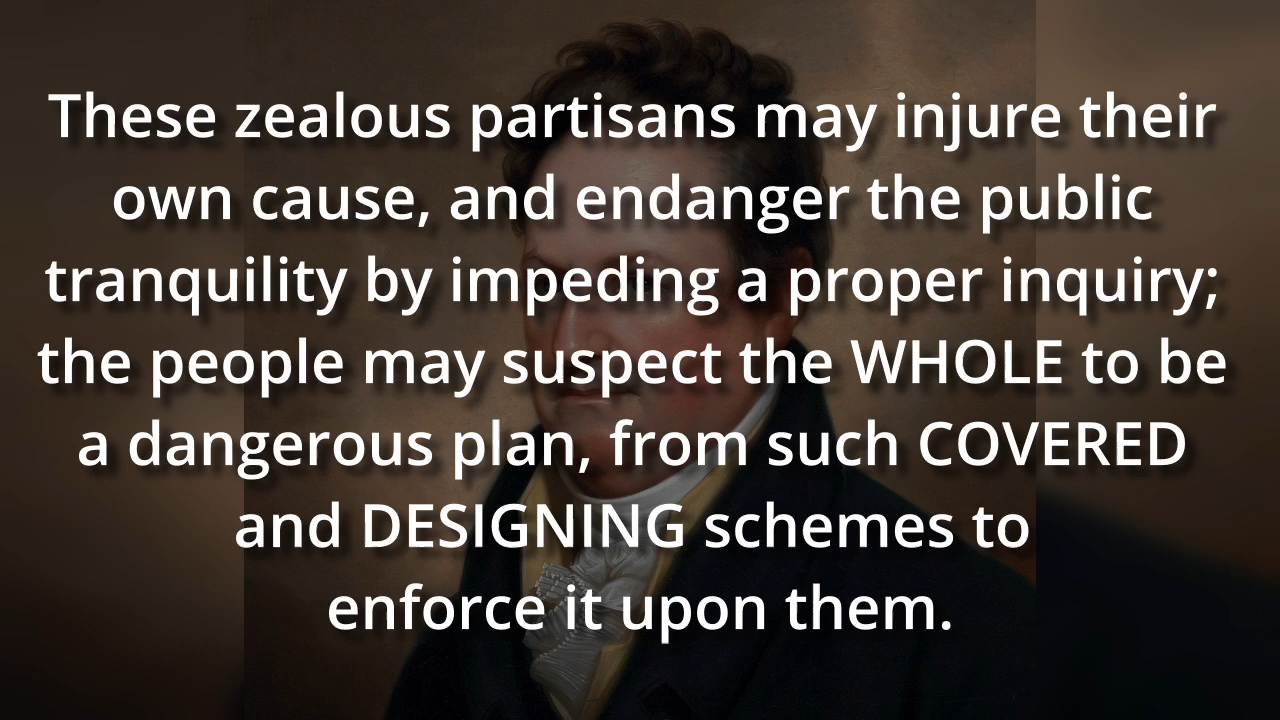 These zealous partisans may injure their
own cause, and endanger the public
tranquility by impeding a proper inquiry;
the people may suspect the WHOLE to be
a dangerous plan, from such COVERED
and DESIGNING schemes to
enforce it upon them.